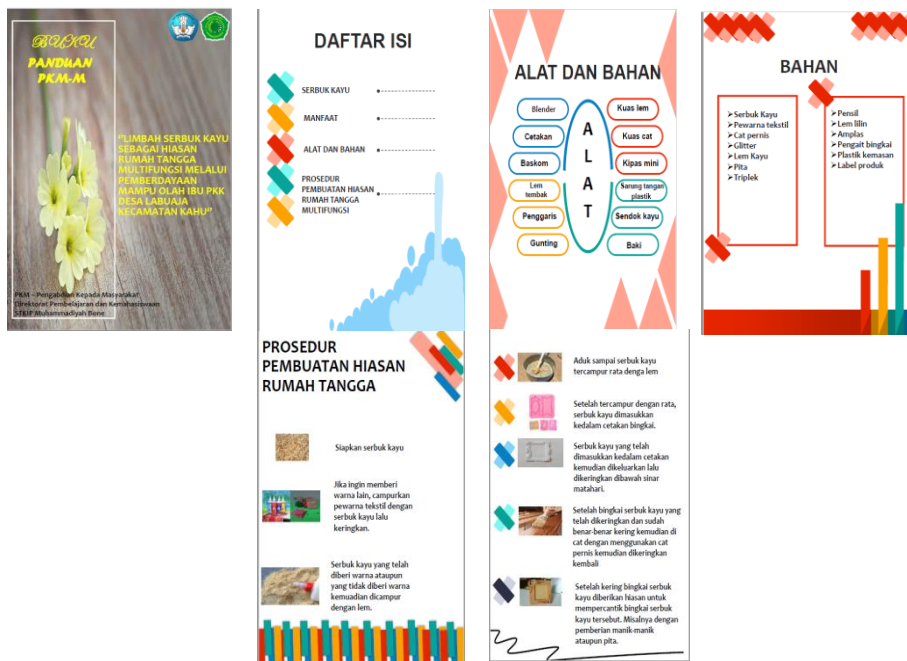 BUKU
PANDUAN
PKM-M
"LIMBAH SERBUK KAYU
SEBAGAI HIASAN
RUMAH TANGGA
MULTIFUNGSI MELALUI
PEMBERDAYAAN
MAMPU OLAH IBU PKK
DESA LABUAJA
KECAMATAN KAHU"
PKM – Pengabdian Kepada Masyarakat
Direktorat Pembelajaran dan Kemahasiswaan
STKIP Muhammadiyah Bone
DAFTAR ISI
SERBUK KAYU
MANFAAT
ALAT DAN BAHAN
PROSEDUR
PEMBUATAN HIASAN
RUMAH TANGGA
MULTIFUNGSI
ALAT DAN BAHAN
Blender
Cetakan
Baskom
Lem
tembak
Penggaris
Gunting
A
L
A
T
Kuas lem
Kuas cat
Kipas mini
Sarung tangan
plastik
Sendok kayu
Baki
BAHAN
Serbuk Kayu
Pewarna tekstil
Cat pernis
Glitter
Lem Kayu
Pita
Triplek
Pensil
Lem lilin
Amplas
Pengait bingkai
Plastik kemasan
Label produk
PROSEDUR
PEMBUATAN HIASAN
RUMAH TANGGA
Siapkan serbuk kayu
Jika ingin memberi
warna lain, campurkan
pewarna tekstil dengan
serbuk kayu lalu
keringkan.
Serbuk kayu yang telah
diberi warna ataupun
yang tidak diberi warna
kemuadian dicampur
dengan lem.
Aduk sampai serbuk kayu
tercampur rata denga lem
Setelah tercampur dengan rata,
serbuk kayu dimasukkan
kedalam cetakan bingkai.
Serbuk kayu yang telah
dimasukkan kedalam cetakan
kemudian dikeluarkan lalu
dikeringkan dibawah sinar
matahari.
Setelah bingkai serbuk kayu yang
telah dikeringkan dan sudah
benar-benar kering kemudian di
cat dengan menggunakan cat
pernis kemudian dikeringkan
kembali
Setelah kering bingkai serbuk
kayu diberikan hiasan untuk
mempercantik bingkai serbuk
kayu tersebut. Misalnya dengan
pemberian manik-manik
ataupun pita.